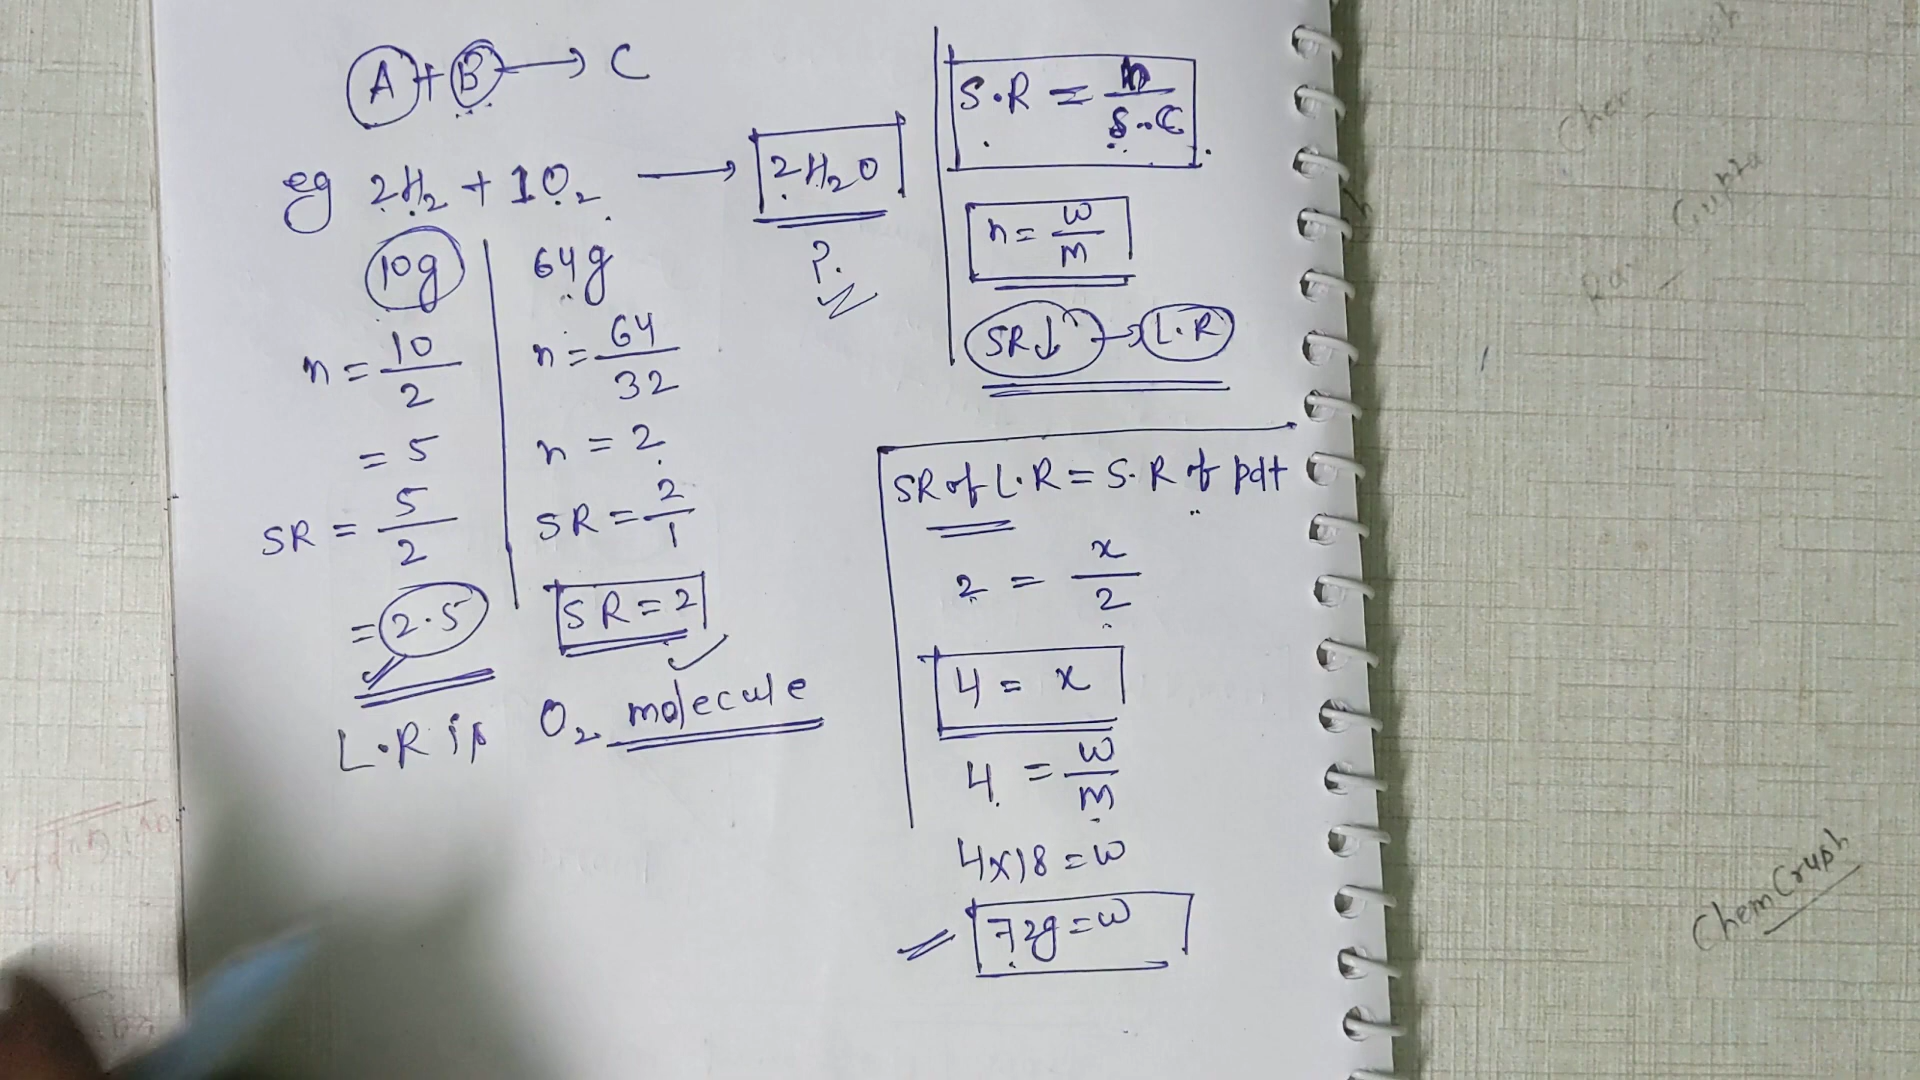 A + B → C
eg 2H₂ + 1O₂ → 2H₂O
10g | 64g
?
n = 10/2
n = 64/32
= 5
n = 2
SR = 5/2
SR = 2/1
= 2.5
SR = 2
L.R is O₂ molecule
S.R = n/S.C
n = w/m
SR↓ → L.R
SR of L.R = S.R of pdt
2 = x/2
4 = x
4 = w/m
4×18 = w
72g = w
Gupta
ChemCrush